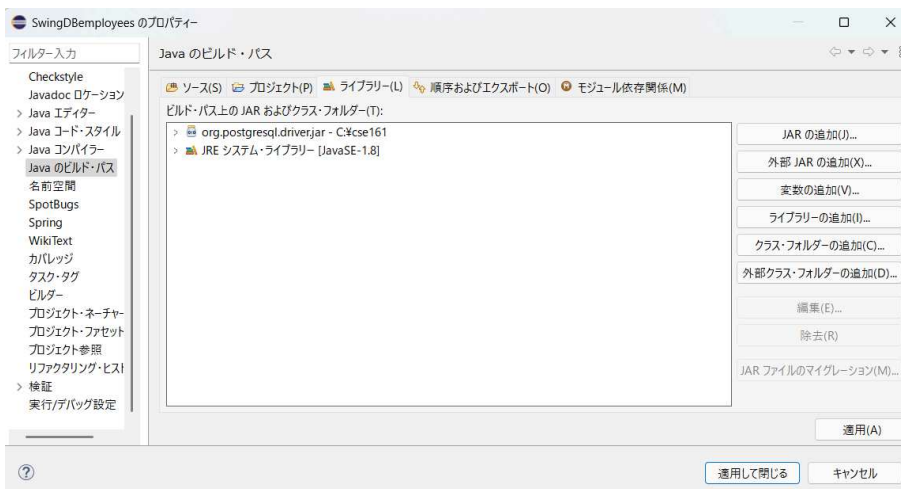 SwingDBemployees のプロパティー
フィルター入力
Checkstyle
Javadoc ロケーション
Java エディター
Java コード・スタイル
Java コンパイラー
Java のビルド・パス
名前空間
SpotBugs
Spring
WikiText
カバレッジ
タスク・タグ
ビルダー
プロジェクト・ネーチャー
プロジェクト・ファセット
プロジェクト参照
リファクタリング・ヒスト
検証
実行/デバッグ設定
Java のビルド・パス
ソース(S) プロジェクト(P) ライブラリー(L) 順序およびエクスポート(O) モジュール依存関係(M)
ビルド・パス上の JAR およびクラス・フォルダー(T):
org.postgresql.driver.jar - C:¥cse161
JRE システム・ライブラリー [JavaSE-1.8]
JAR の追加(J)...
外部 JAR の追加(X)...
変数の追加(V)...
ライブラリーの追加(I)...
クラス・フォルダーの追加(C)...
外部クラス・フォルダーの追加(D)...
編集(E)...
除去(R)
JAR ファイルのマイグレーション(M)...
適用(A)
適用して閉じる キャンセル